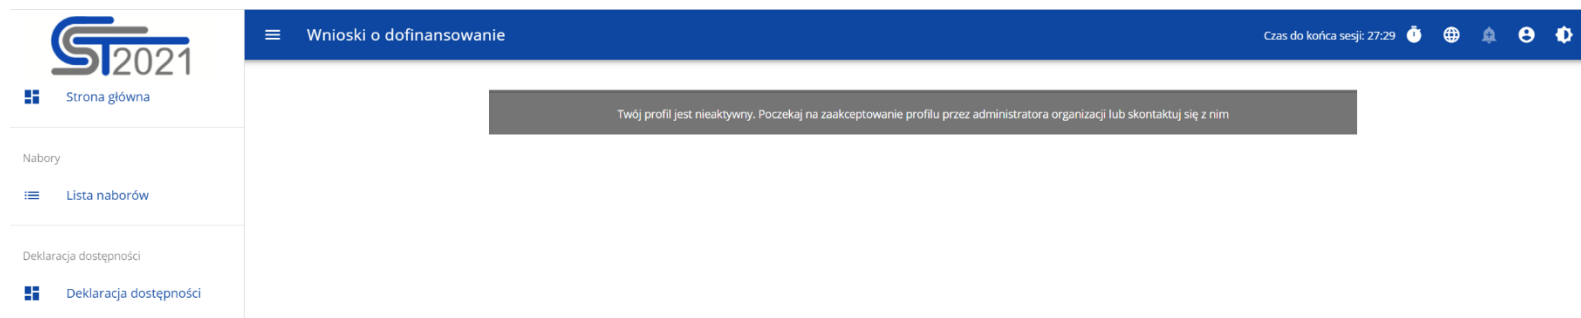 ST2021
Wnioski o dofinansowanie
Czas do końca sesji: 27:29
Strona główna
Twój profil jest nieaktywny. Poczekaj na zaakceptowanie profilu przez administratora organizacji lub skontaktuj się z nim
Nabory
Lista naborów
Deklaracja dostępności
Deklaracja dostępności